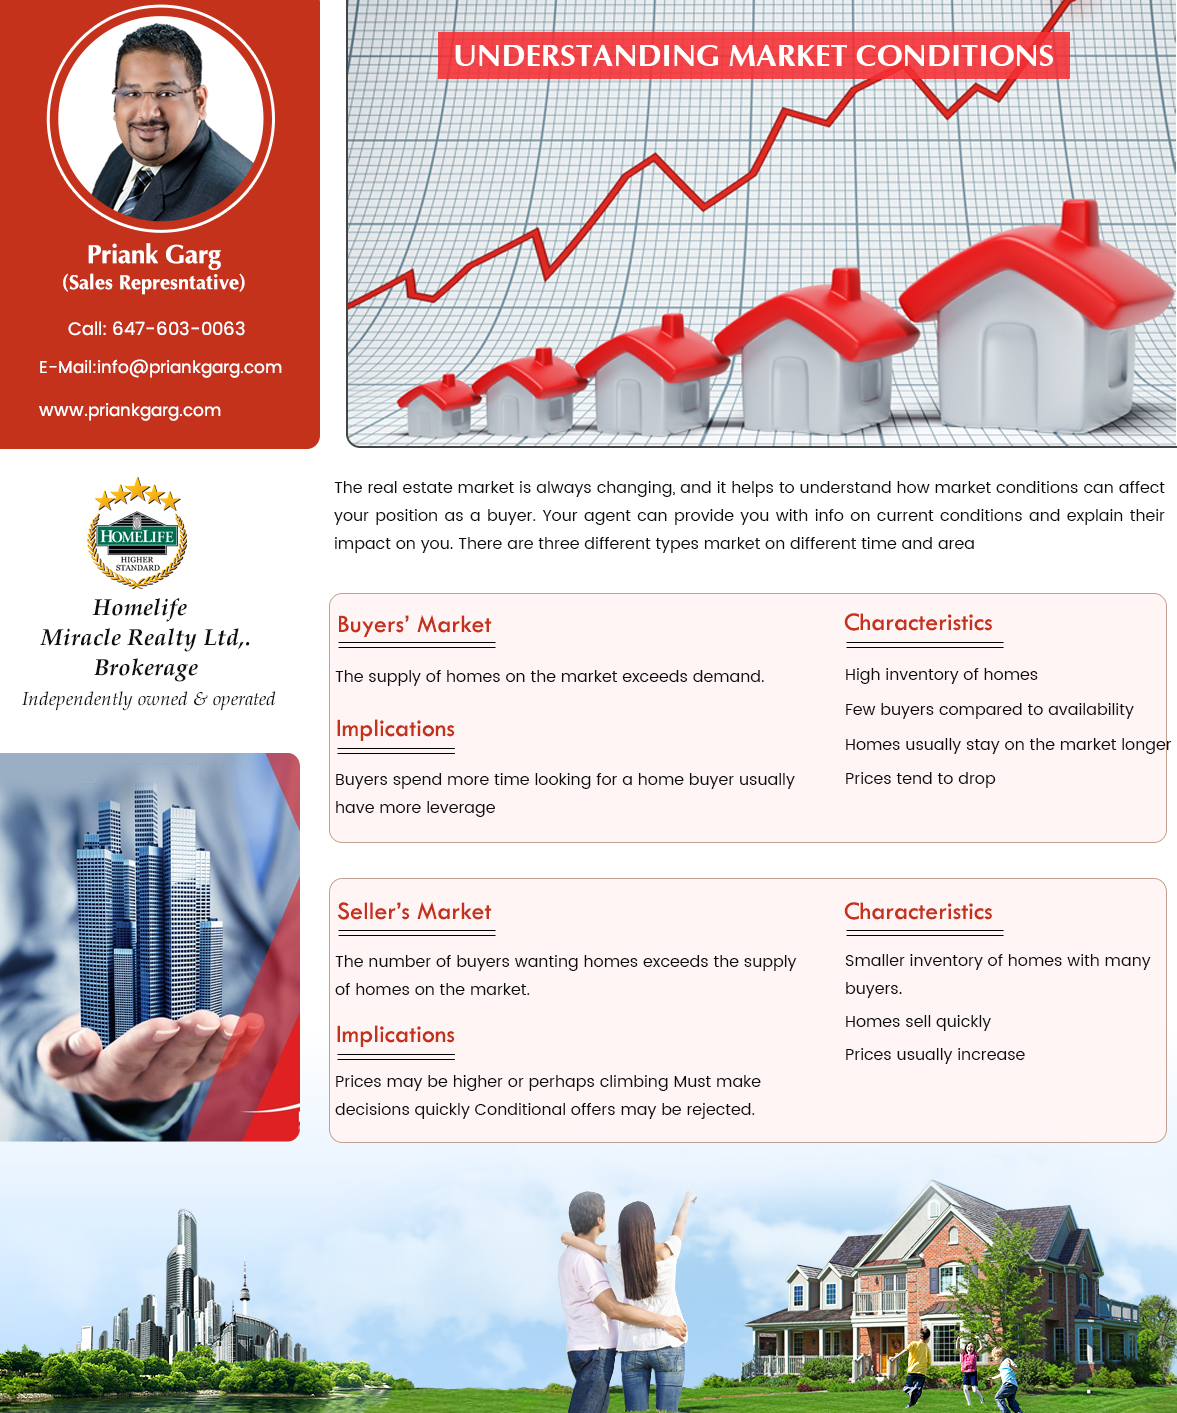 Priank Garg
(Sales Represntative)
Call: 647-603-0063
E-Mail:info@priankgarg.com
www.priankgarg.com
UNDERSTANDING MARKET CONDITIONS
HOMELIFE
HIGHER
STANDARD
Homelife
Miracle Realty Ltd,.
Brokerage
Independently owned & operated
The real estate market is always changing, and it helps to understand how market conditions can affect
your position as a buyer. Your agent can provide you with info on current conditions and explain their
impact on you. There are three different types market on different time and area
Buyers’ Market
The supply of homes on the market exceeds demand.
Implications
Buyers spend more time looking for a home buyer usually
have more leverage
Characteristics
High inventory of homes
Few buyers compared to availability
Homes usually stay on the market longer
Prices tend to drop
Seller’s Market
The number of buyers wanting homes exceeds the supply
of homes on the market.
Implications
Prices may be higher or perhaps climbing Must make
decisions quickly Conditional offers may be rejected.
Characteristics
Smaller inventory of homes with many
buyers.
Homes sell quickly
Prices usually increase